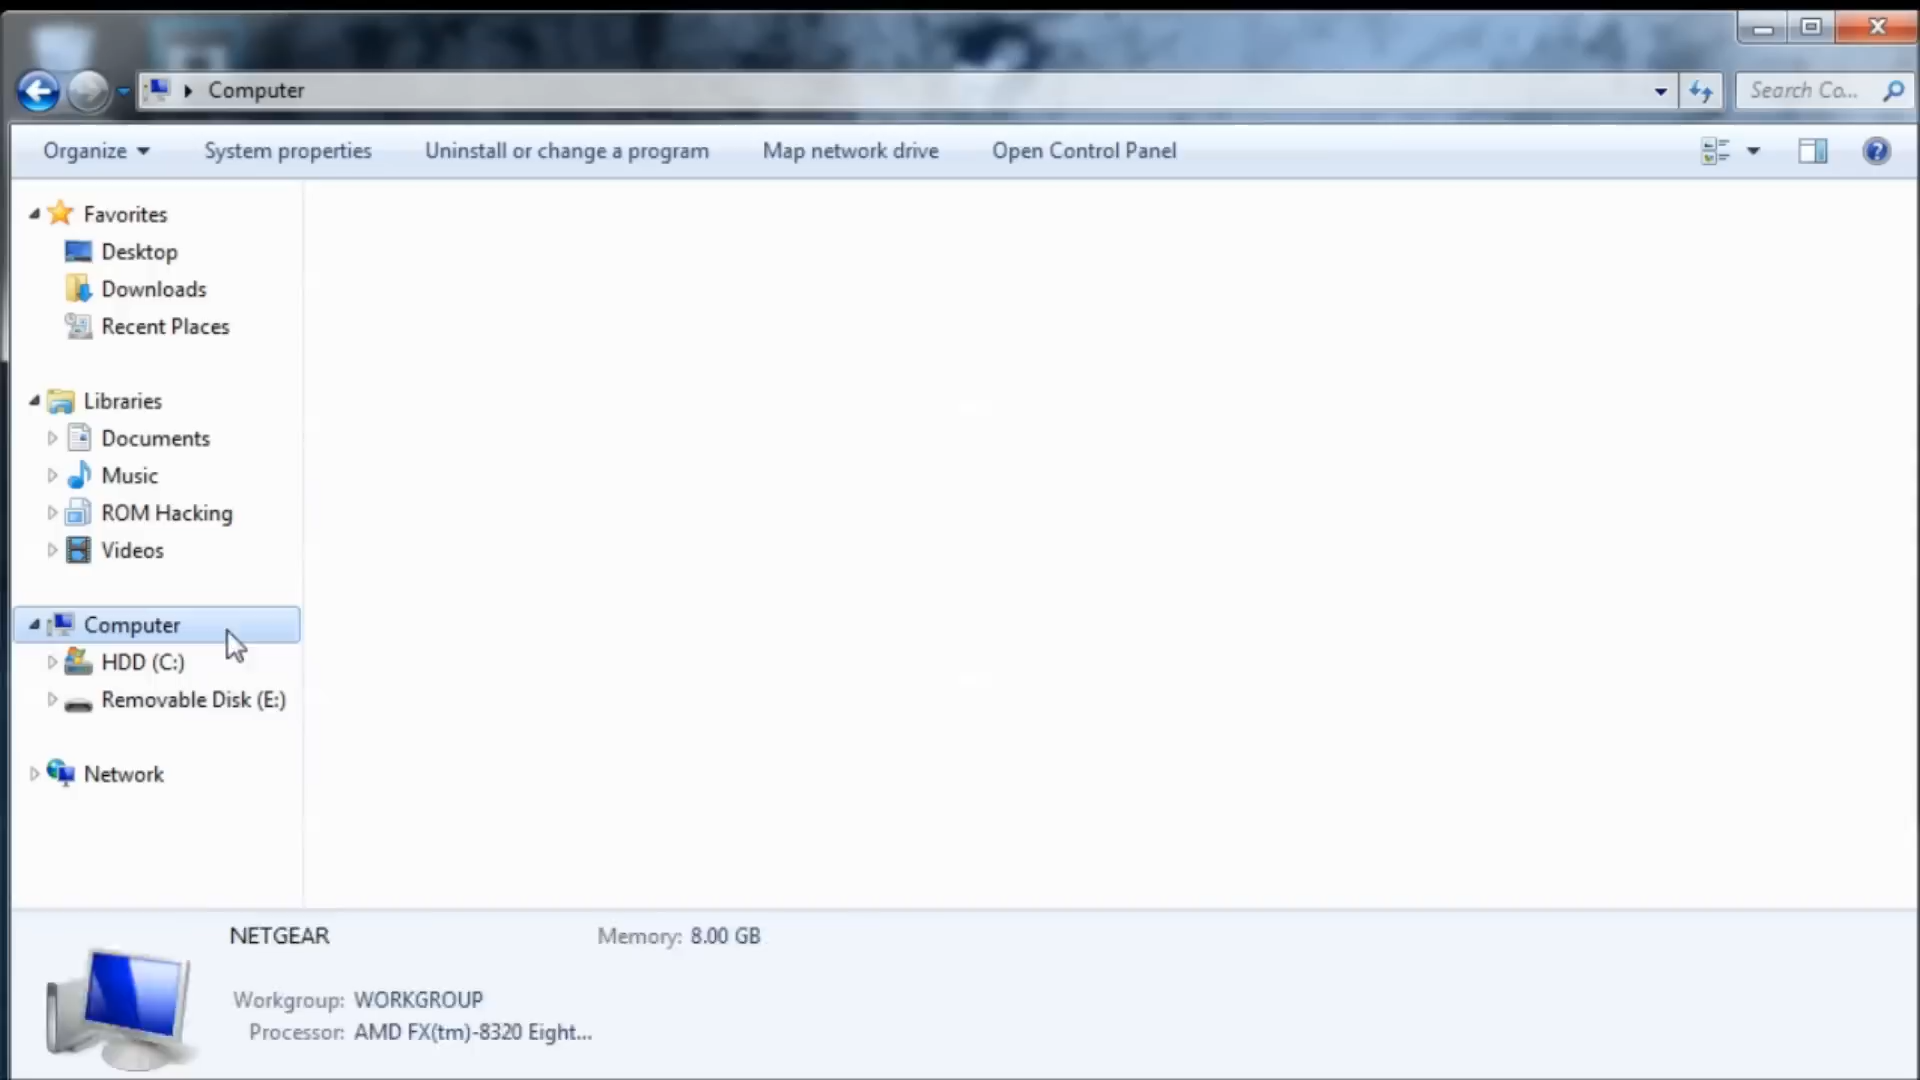 Computer
Search Co...
Organize
System properties
Uninstall or change a program
Map network drive
Open Control Panel
Favorites
Desktop
Downloads
Recent Places
Libraries
Documents
Music
ROM Hacking
Videos
Computer
HDD (C:)
Removable Disk (E:)
Network
NETGEAR
Memory: 8.00 GB
Workgroup: WORKGROUP
Processor: AMD FX(tm)-8320 Eight...